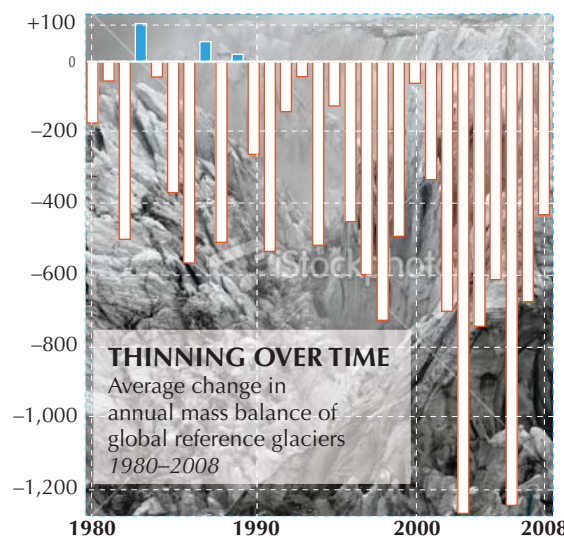 +100
0
–200
–400
–600
–800
–1,000
–1,200
iStockphoto
THINNING OVER TIME
Average change in
annual mass balance of
global reference glaciers
1980–2008
1980 1990 2000 2008